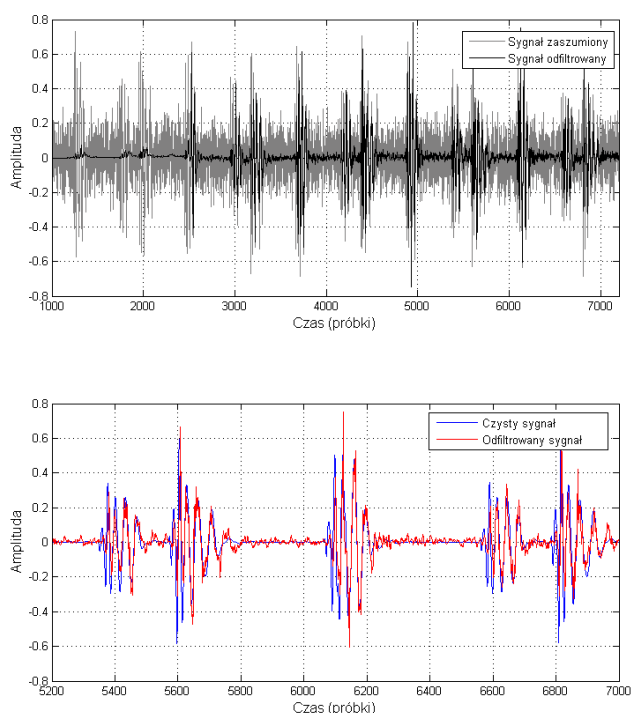 0.8
0.6
0.4
0.2
0
-0.2
-0.4
-0.6
-0.8
Amplituda
Sygnał zaszumiony
Sygnał odfiltrowany
1000 2000 3000 4000 5000 6000 7000
Czas (próbki)
0.8
0.6
0.4
0.2
0
-0.2
-0.4
-0.6
-0.8
Amplituda
Czysty sygnał
Odfiltrowany sygnał
5200 5400 5600 5800 6000 6200 6400 6600 6800 7000
Czas (próbki)